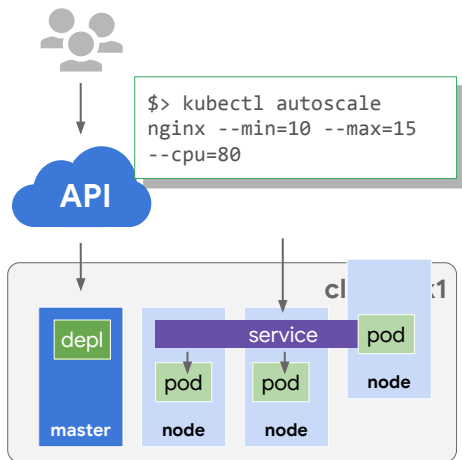 $> kubectl autoscale
nginx --min=10 --max=15
--cpu=80
API
depl
service
pod
pod
pod
master
node
node
node